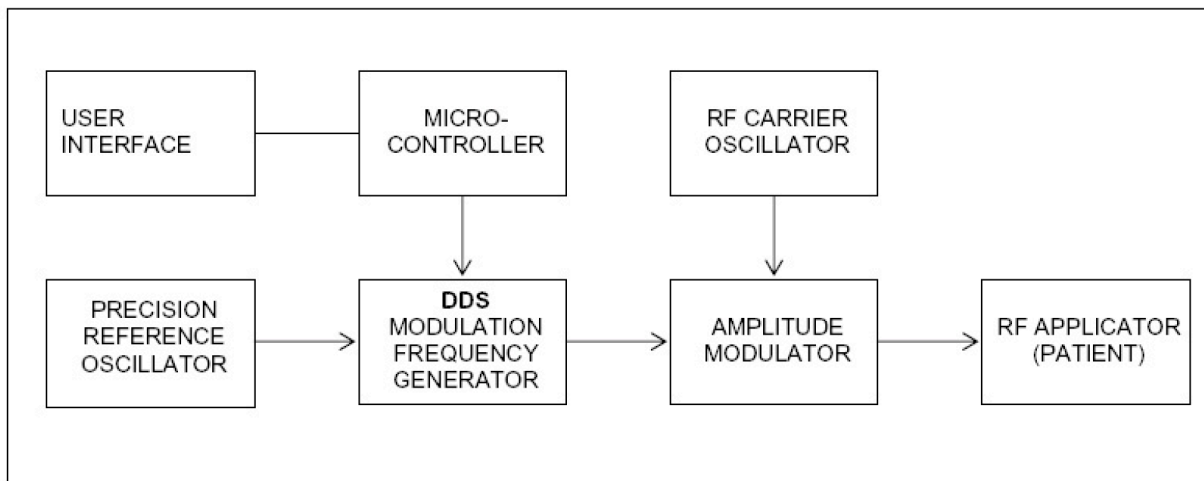 USER
INTERFACE
MICRO-
CONTROLLER
RF CARRIER
OSCILLATOR
PRECISION
REFERENCE
OSCILLATOR
DDS
MODULATION
FREQUENCY
GENERATOR
AMPLITUDE
MODULATOR
RF APPLICATOR
(PATIENT)